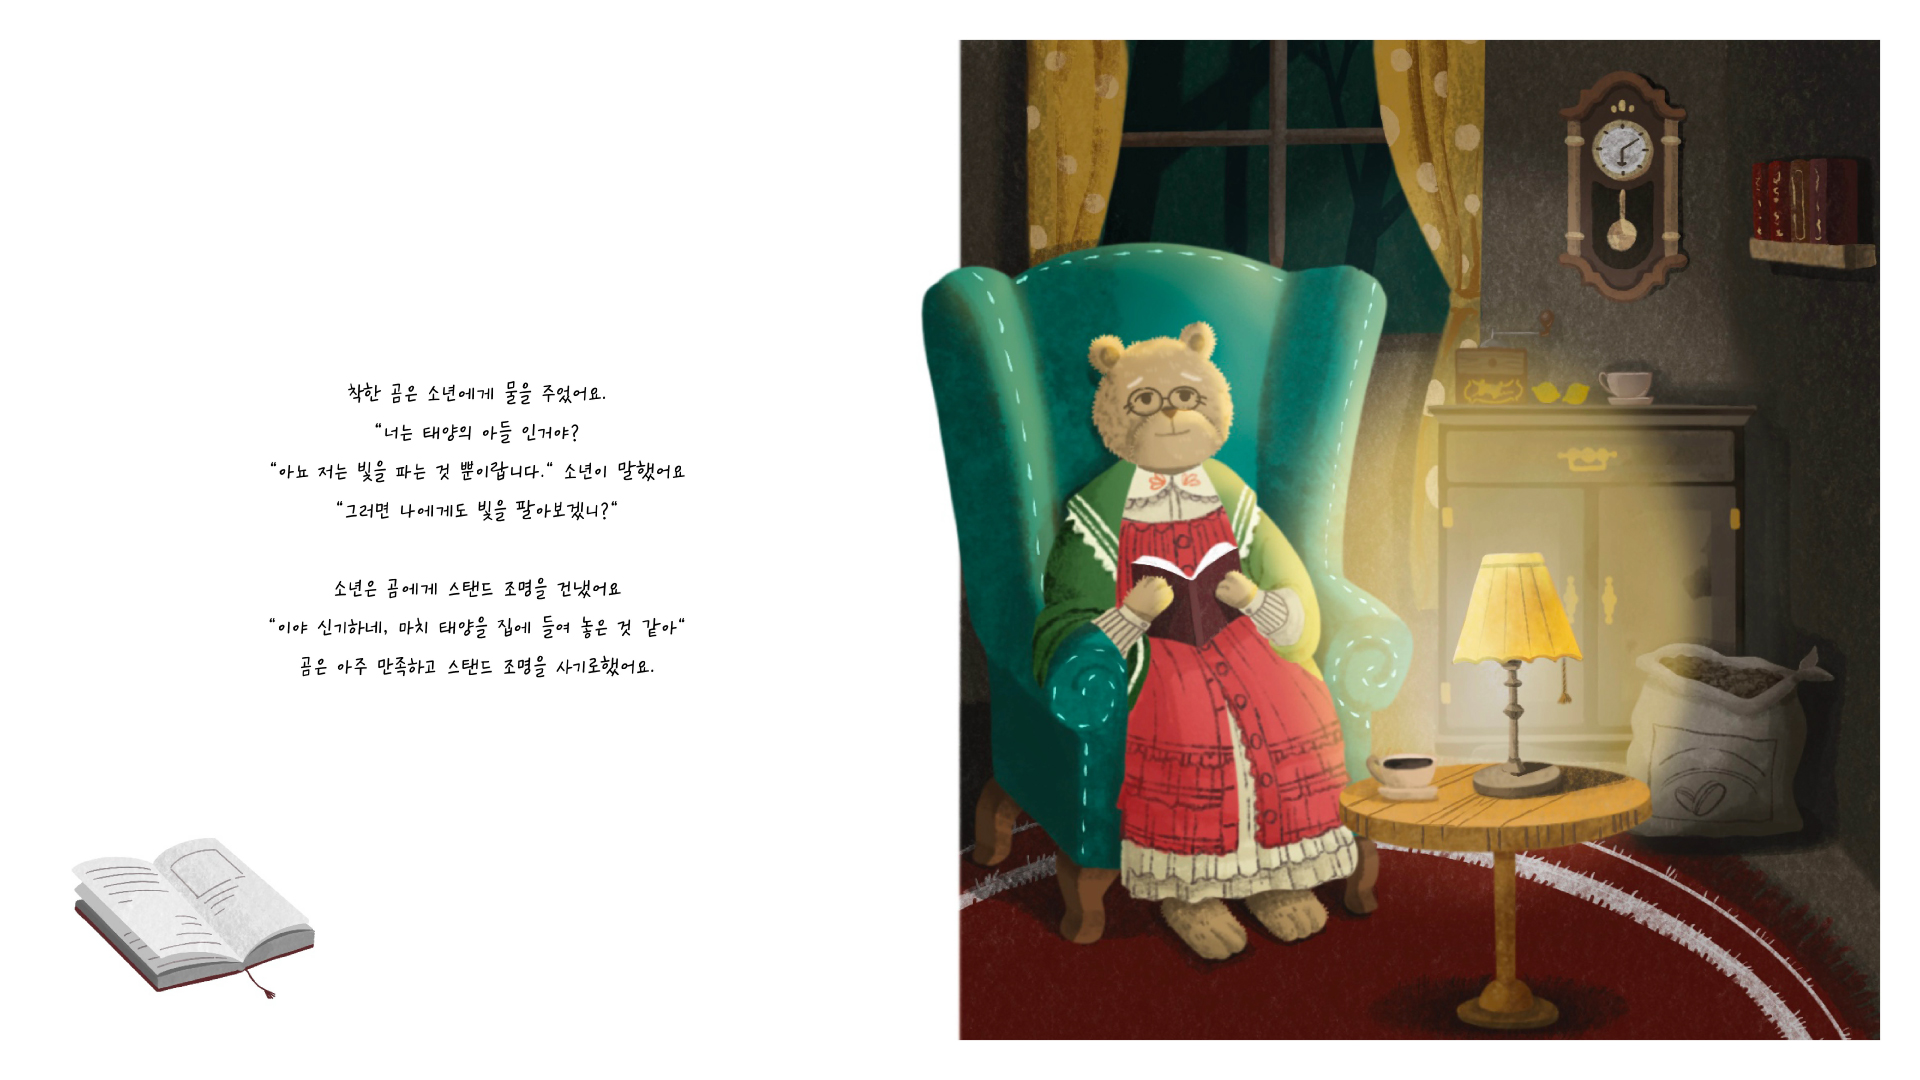 착한 곰은 소년에게 물을 주었어요.
“너는 태양의 아들 인거야?
“아뇨 저는 빛을 파는 것 뿐이랍니다.“ 소년이 말했어요
“그러면 나에게도 빛을 팔아보겠니?“
소년은 곰에게 스탠드 조명을 건넸어요
“이야 신기하네, 마치 태양을 집에 들여 놓은 것 같아“
곰은 아주 만족하고 스탠드 조명을 사기로했어요.